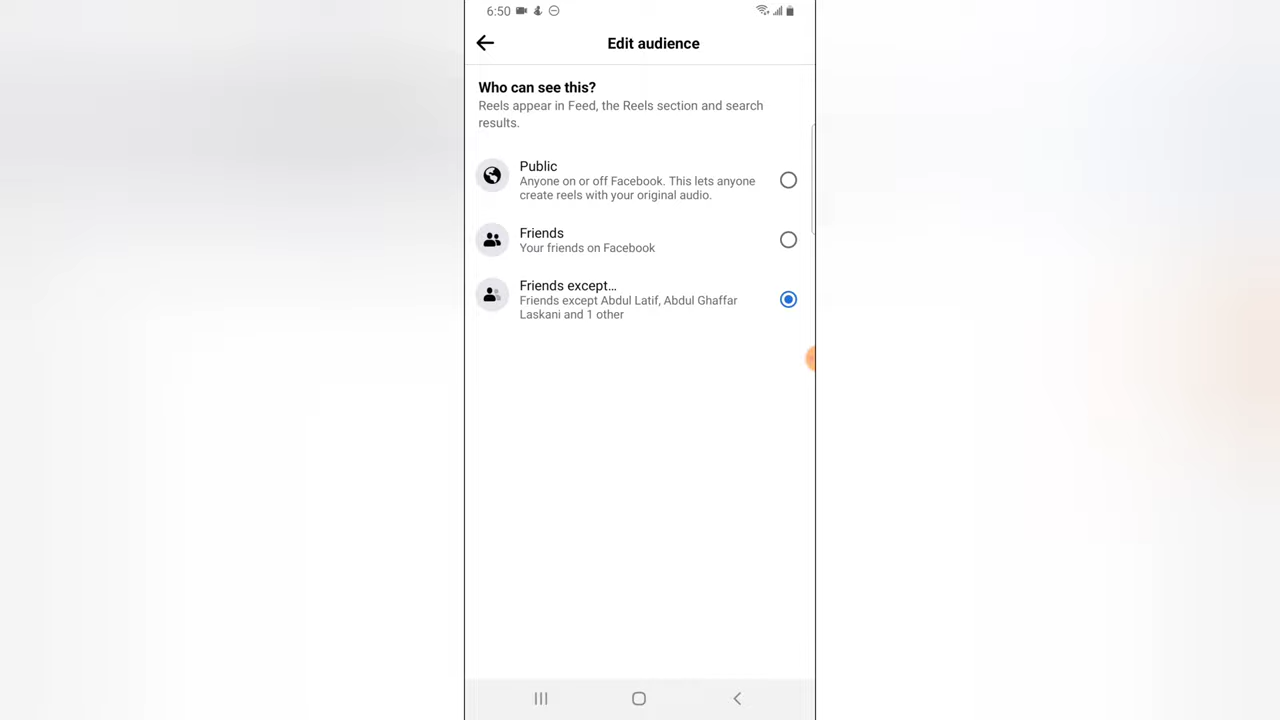 6:50
Edit audience
Who can see this?
Reels appear in Feed, the Reels section and search
results.
Public
Anyone on or off Facebook. This lets anyone
create reels with your original audio.
Friends
Your friends on Facebook
Friends except...
Friends except Abdul Latif, Abdul Ghaffar
Laskani and 1 other